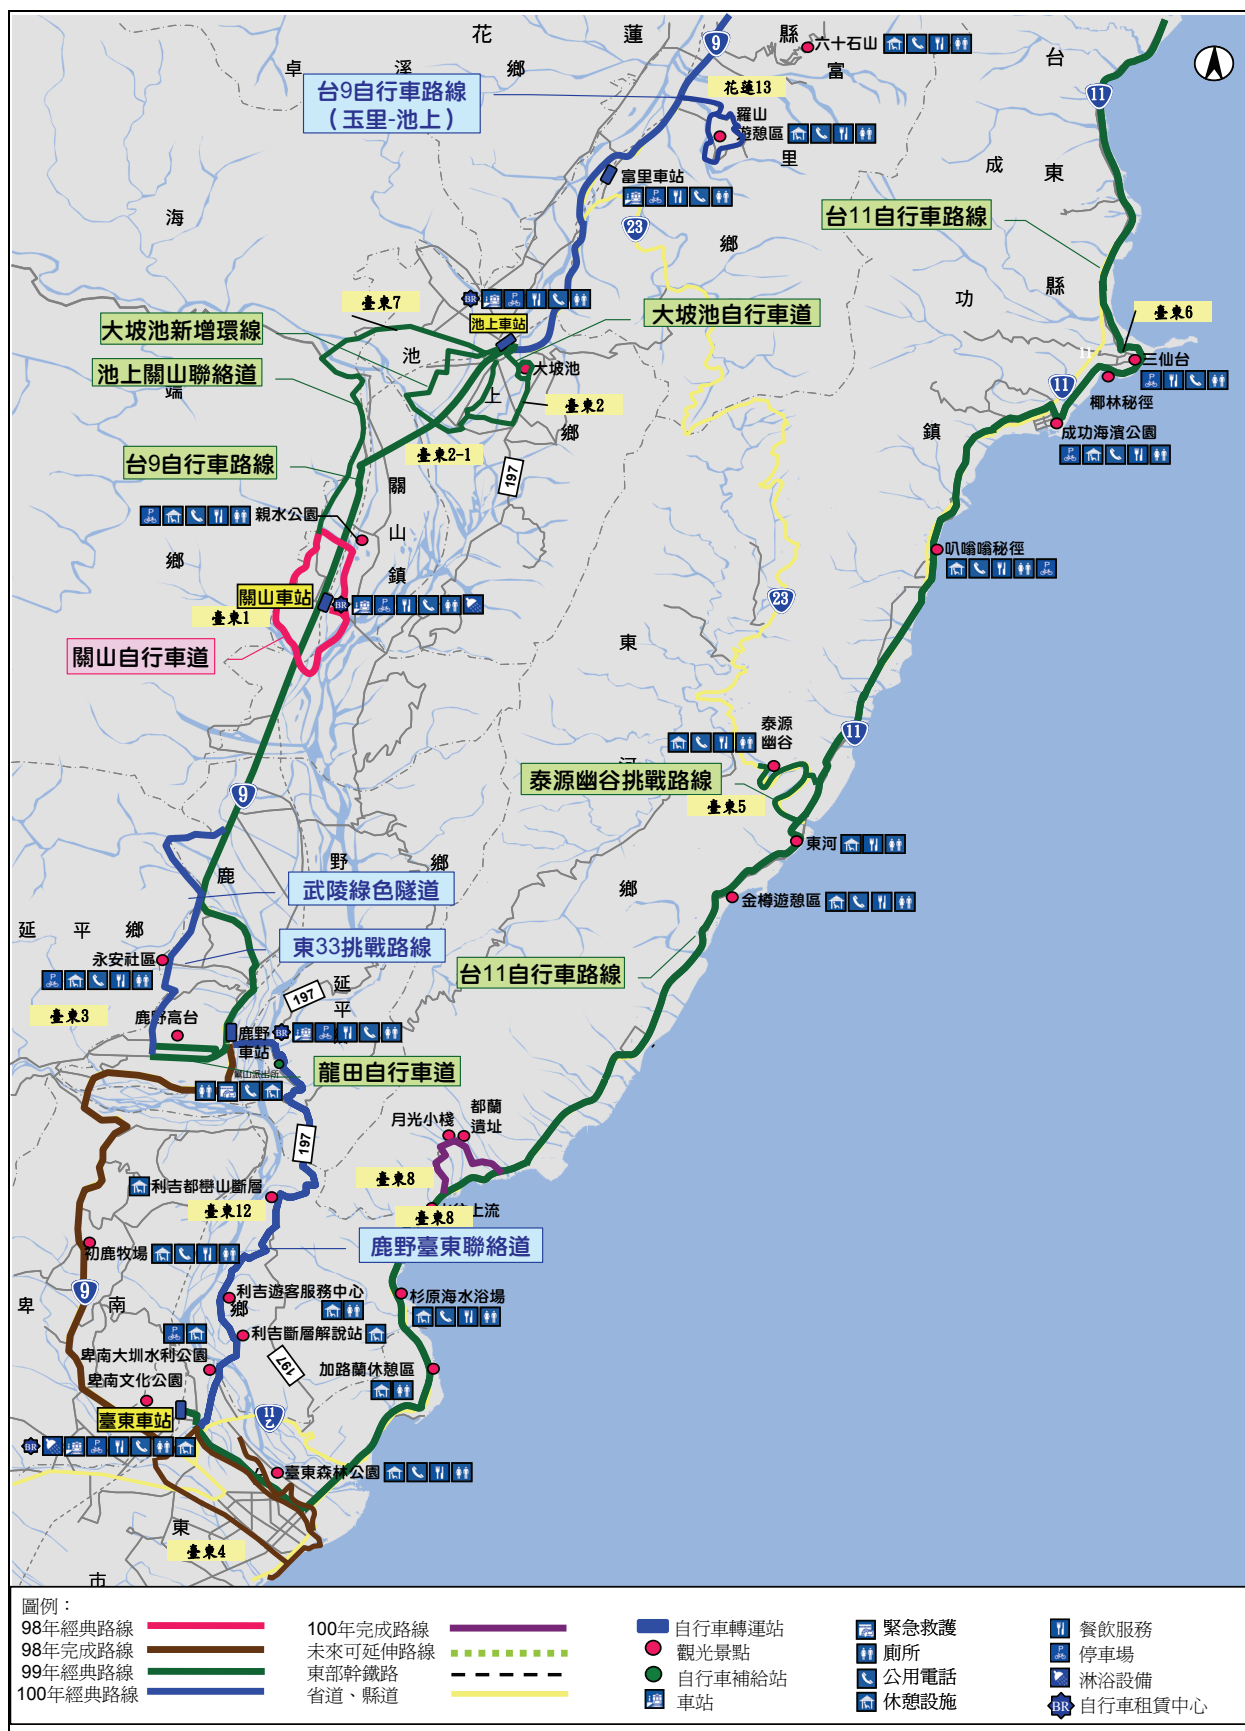 花
蓮
縣
六十石山
富
台
卓
溪
鄉
9
11
台9自行車路線
(玉里-池上)
花蓮13
羅山
遊憩區
里
成
東
富里車站
海
23
鄉
台11自行車路線
功
縣
臺東7
池上車站
大坡池自行車道
臺東6
大坡池新增環線
池
11
三仙台
池上關山聯絡道
大坡池
端
上
臺東2
11
椰林秘徑
鄉
鎮
成功海濱公園
台9自行車路線
臺東2-1
197
關
親水公園
山
叭嗡嗡秘徑
鄉
鎮
關山車站
BR
23
臺東1
東
關山自行車道
11
泰源
幽谷
河
泰源幽谷挑戰路線
9
臺東5
東河
鹿
野
鄉
武陵綠色隧道
鄉
金樽遊憩區
延
平
鄉
東33挑戰路線
永安社區
台11自行車路線
197
延
平
臺東3
鹿野高台
鹿野
車站
BR
龍田自行車道
月光小棧
都蘭
遺址
197
臺東8
利吉都巒山斷層
臺東12
臺東8
鹿野臺東聯絡道
初鹿牧場
9
利吉遊客服務中心
杉原海水浴場
卑
南
鄉
利吉斷層解說站
卑南大圳水利公園
197
加路蘭休憩區
卑南文化公園
臺東車站
11
乙
BR
臺東森林公園
東
臺東4
市
圖例：
98年經典路線
98年完成路線
99年經典路線
100年經典路線
100年完成路線
未來可延伸路線
東部幹鐵路
省道、縣道
自行車轉運站
觀光景點
自行車補給站
車站
緊急救護
廁所
公用電話
休憩設施
餐飲服務
停車場
淋浴設備
BR
自行車租賃中心